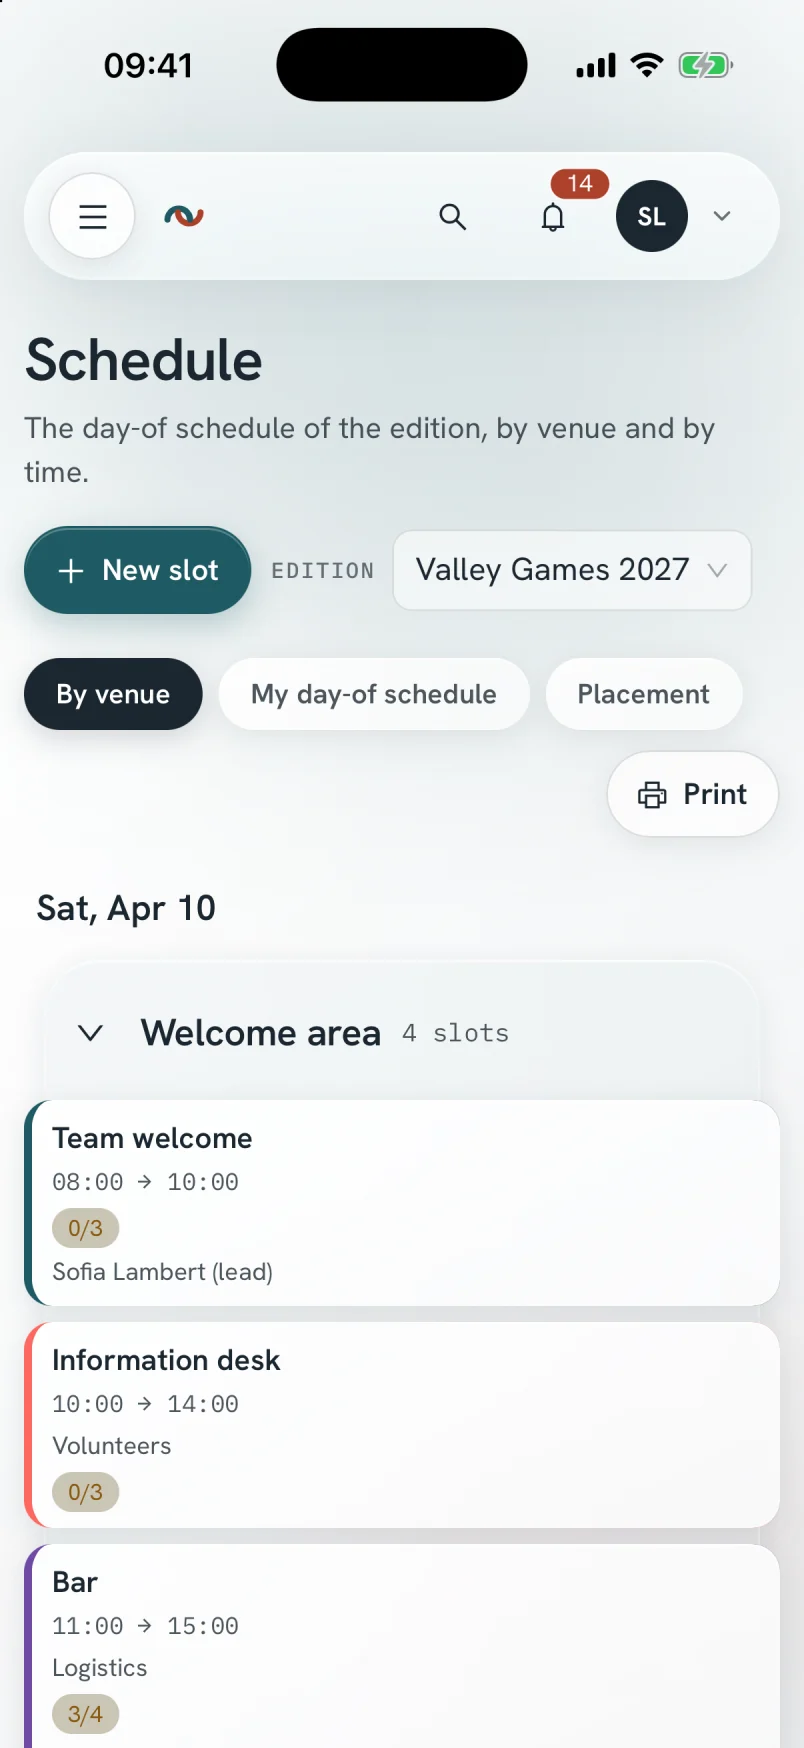 09:41
14
SL
Schedule
The day-of schedule of the edition, by venue and by
time.
New slot
EDITION
Valley Games 2027
By venue
My day-of schedule
Placement
Print
Sat, Apr 10
Welcome area 4 slots
Team welcome
08:00 → 10:00
0/3
Sofia Lambert (lead)
Information desk
10:00 → 14:00
Volunteers
0/3
Bar
11:00 → 15:00
Logistics
3/4